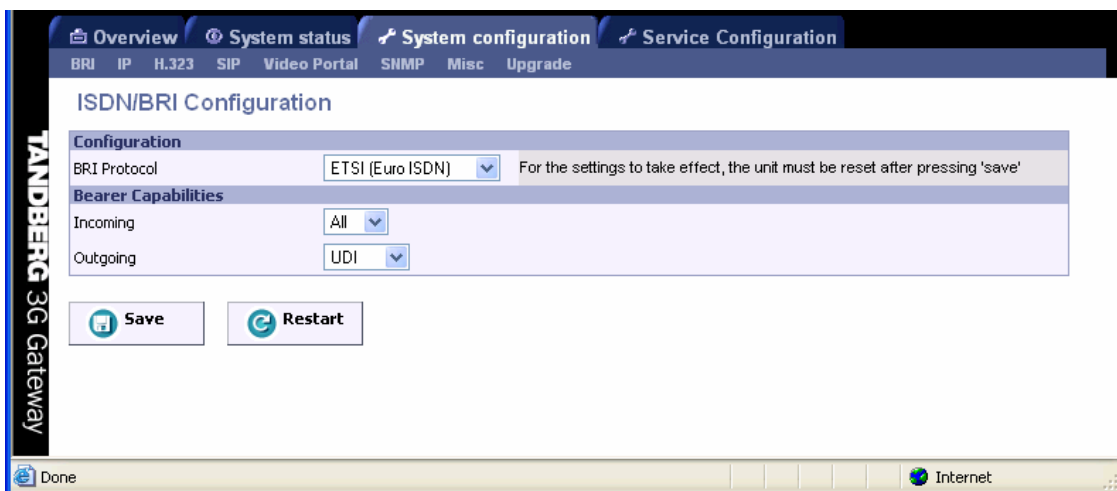 Overview System status System configuration Service Configuration
BRI IP H.323 SIP Video Portal SNMP Misc Upgrade
ISDN/BRI Configuration
Configuration
BRI Protocol ETSI (Euro ISDN) For the settings to take effect, the unit must be reset after pressing 'save'
Bearer Capabilities
Incoming All
Outgoing UDI
Save Restart
TANDBERG 3G Gateway
Done Internet